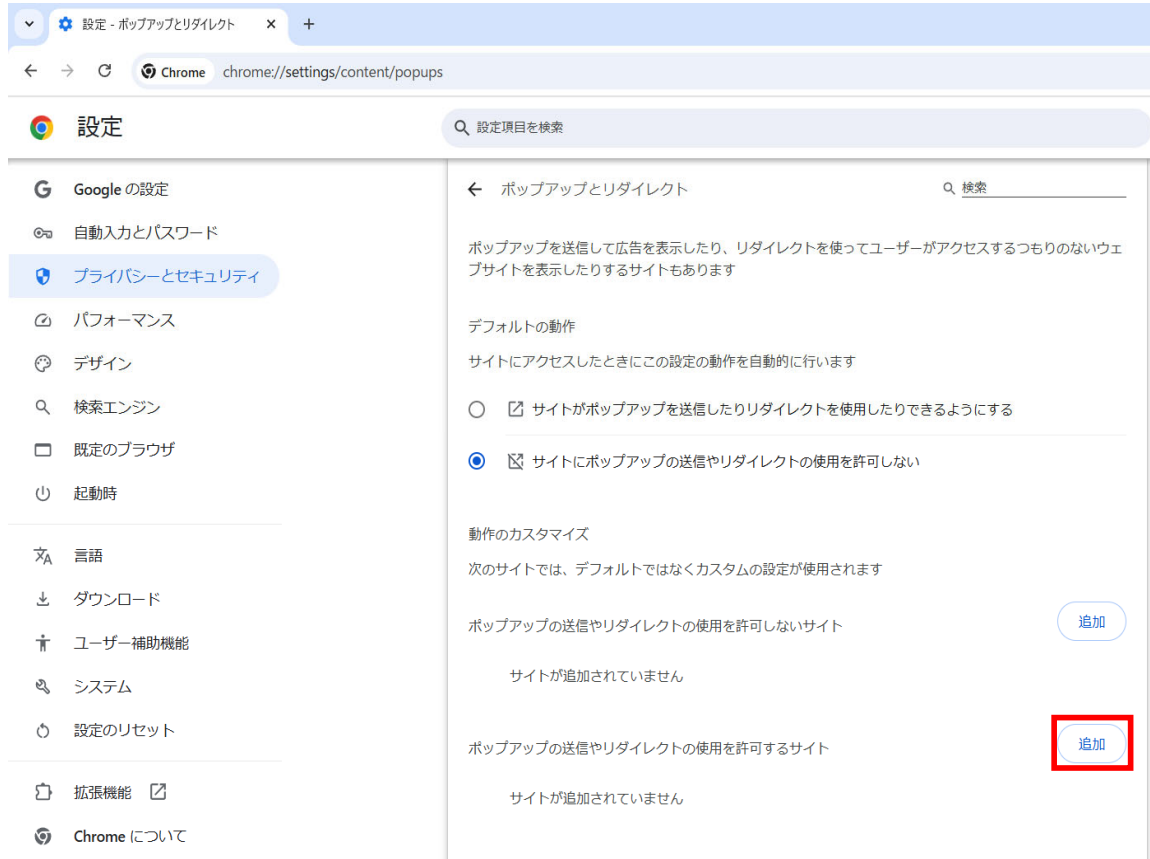 設定 - ポップアップとリダイレクト
Chrome chrome://settings/content/popups
設定
設定項目を検索
Google の設定
自動入力とパスワード
プライバシーとセキュリティ
パフォーマンス
デザイン
検索エンジン
既定のブラウザ
起動時
言語
ダウンロード
ユーザー補助機能
システム
設定のリセット
拡張機能
Chrome について
ポップアップとリダイレクト
検索
ポップアップを送信して広告を表示したり、リダイレクトを使ってユーザーがアクセスするつもりのないウェ
ブサイトを表示したりするサイトもあります
デフォルトの動作
サイトにアクセスしたときにこの設定の動作を自動的に行います
サイトがポップアップを送信したりリダイレクトを使用したりできるようにする
サイトにポップアップの送信やリダイレクトの使用を許可しない
動作のカスタマイズ
次のサイトでは、デフォルトではなくカスタムの設定が使用されます
ポップアップの送信やリダイレクトの使用を許可しないサイト
追加
サイトが追加されていません
ポップアップの送信やリダイレクトの使用を許可するサイト
追加
サイトが追加されていません